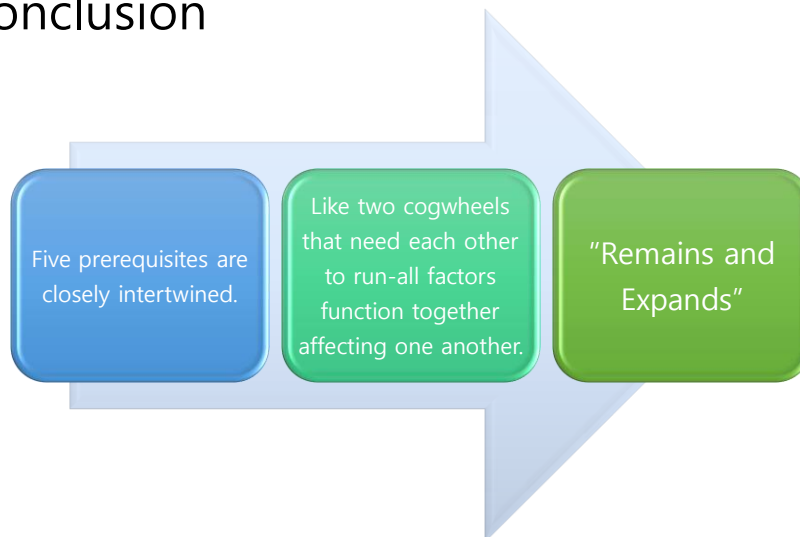 onclusion
Five prerequisites are
closely intertwined.
Like two cogwheels
that need each other
to run-all factors
function together
affecting one another.
"Remains and
Expands"